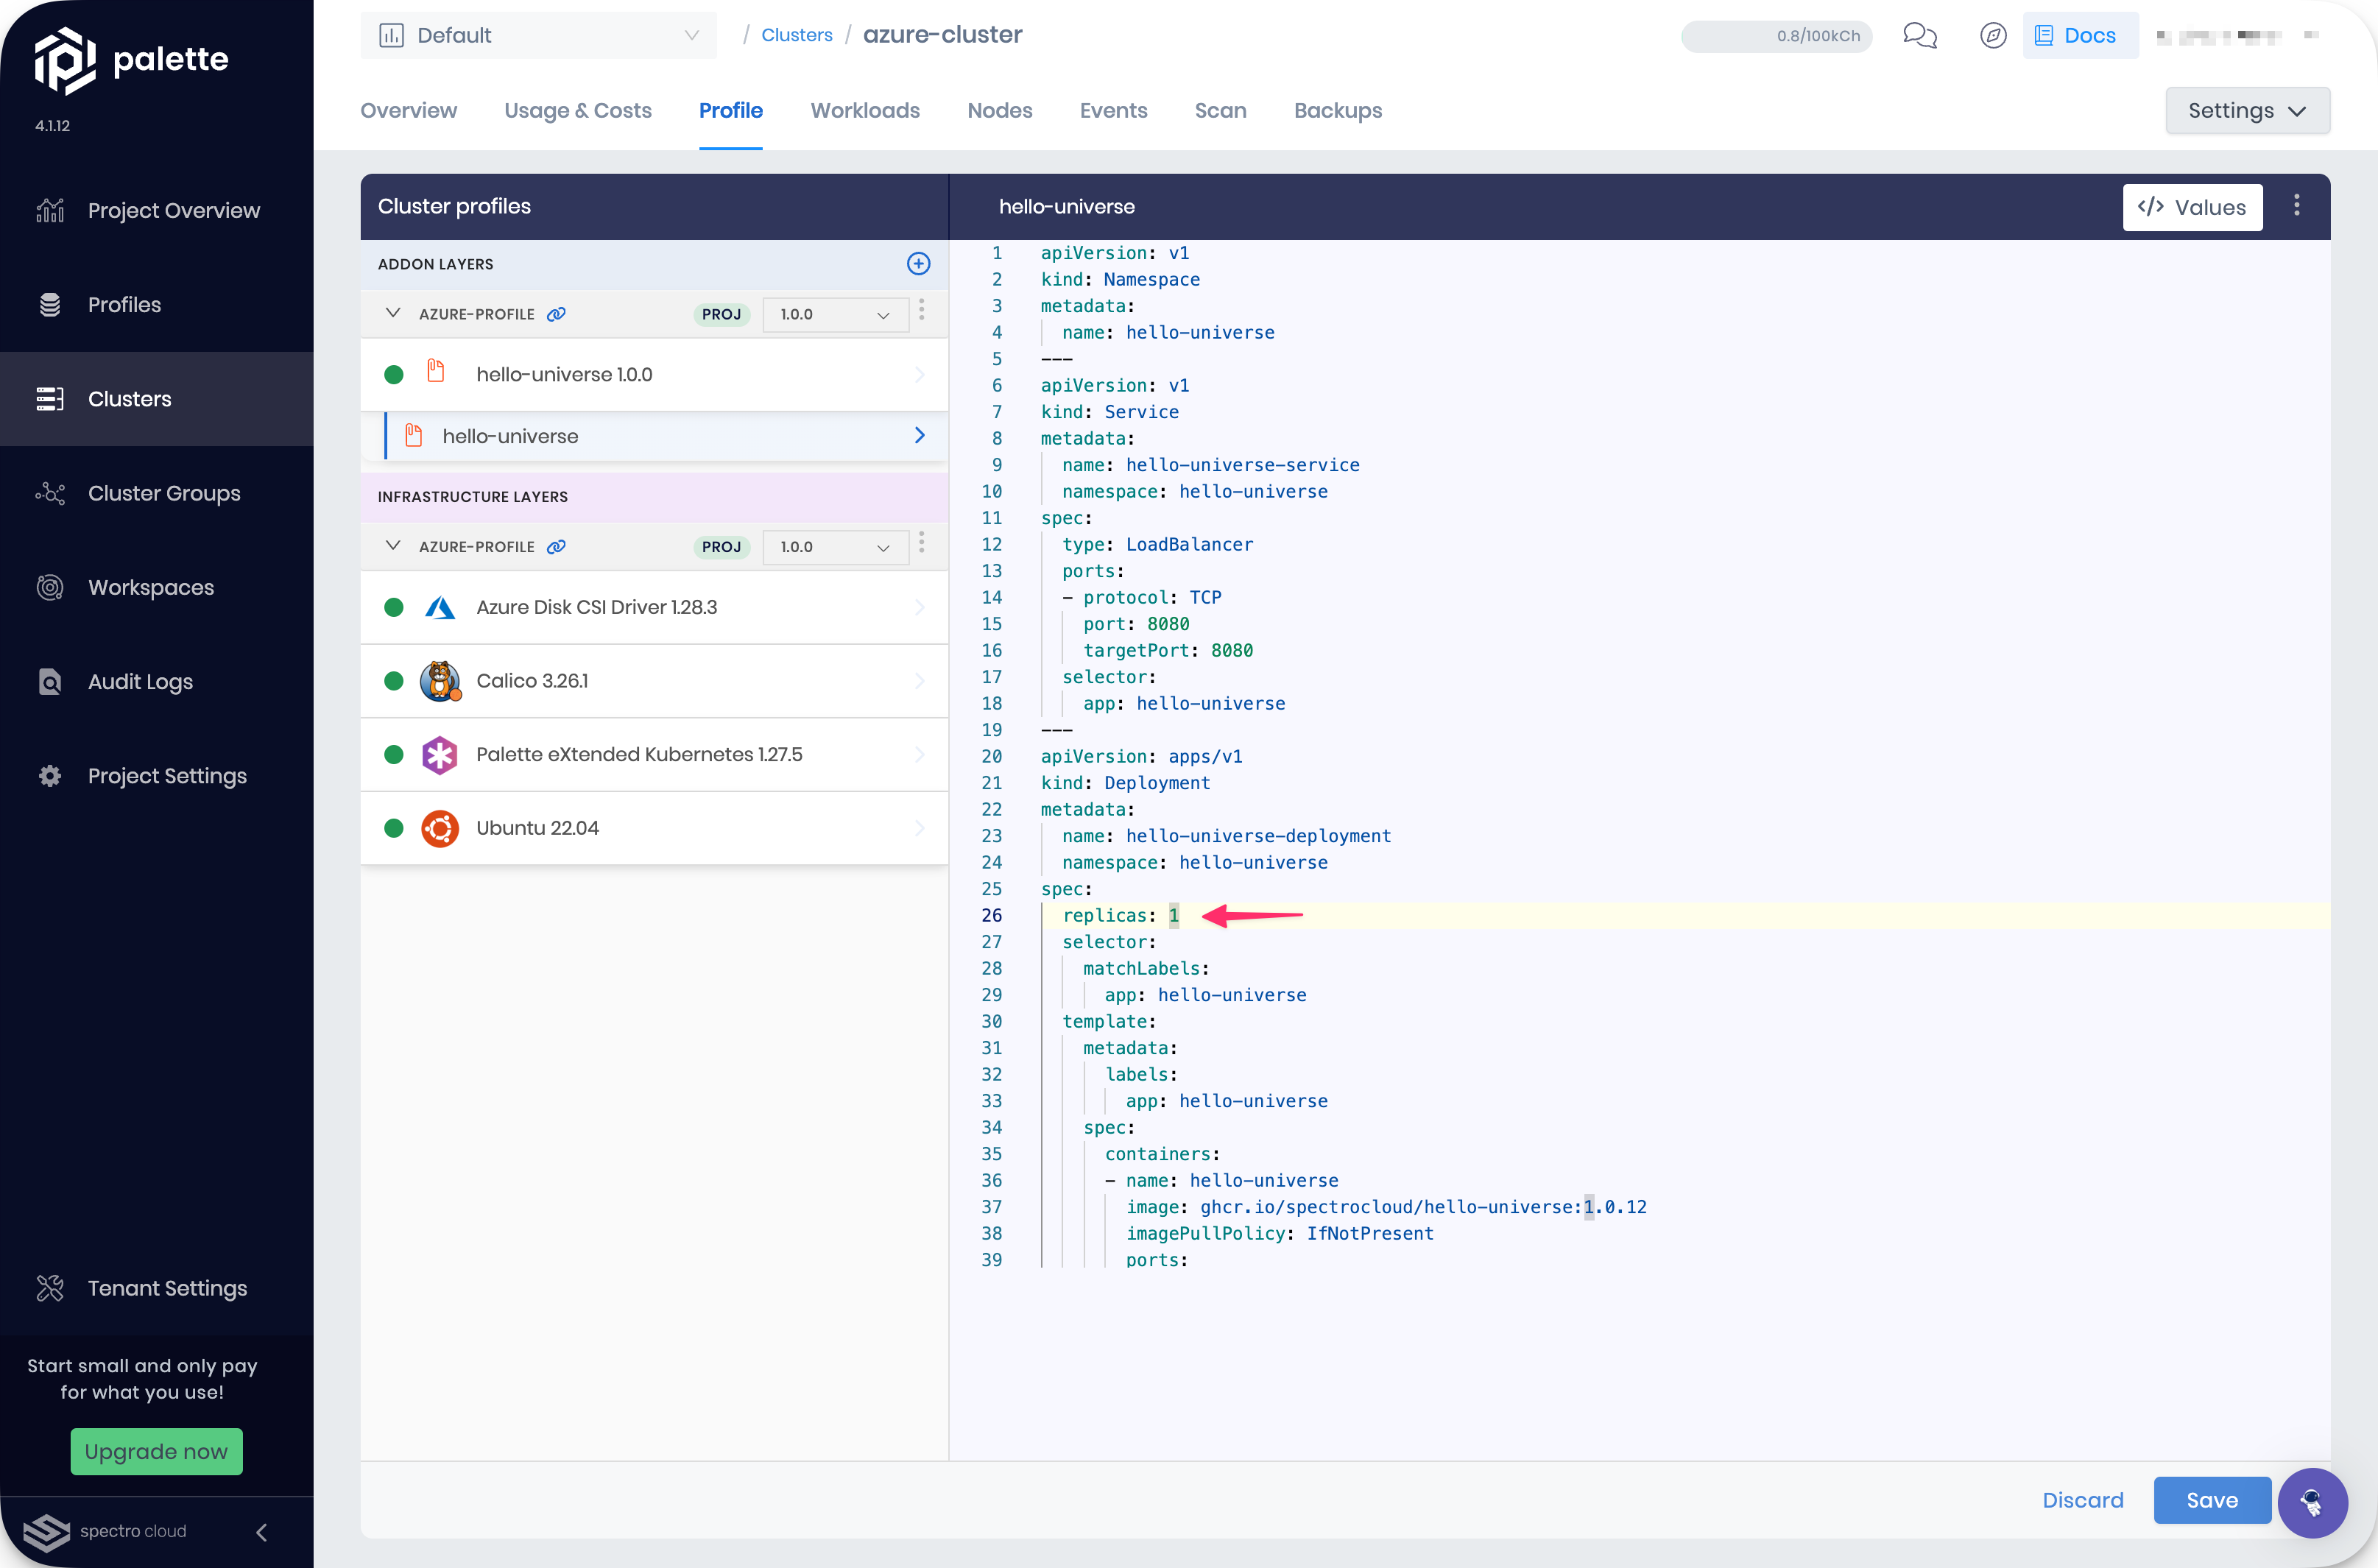 palette
4.1.12
Project Overview
Profiles
Clusters
Cluster Groups
Workspaces
Audit Logs
Project Settings
Tenant Settings
Start small and only pay
for what you use!
Upgrade now
spectro cloud
Default
/ Clusters / azure-cluster
0.8/100kCh
Docs
Overview
Usage & Costs
Profile
Workloads
Nodes
Events
Scan
Backups
Settings
Cluster profiles
ADDON LAYERS
AZURE-PROFILE PROJ 1.0.0
hello-universe 1.0.0
hello-universe
INFRASTRUCTURE LAYERS
AZURE-PROFILE PROJ 1.0.0
Azure Disk CSI Driver 1.28.3
Calico 3.26.1
Palette eXtended Kubernetes 1.27.5
Ubuntu 22.04
hello-universe
</> Values
1 apiVersion: v1
2 kind: Namespace
3 metadata:
4 name: hello-universe
5 ---
6 apiVersion: v1
7 kind: Service
8 metadata:
9 name: hello-universe-service
10 namespace: hello-universe
11 spec:
12 type: LoadBalancer
13 ports:
14 - protocol: TCP
15 port: 8080
16 targetPort: 8080
17 selector:
18 app: hello-universe
19 ---
20 apiVersion: apps/v1
21 kind: Deployment
22 metadata:
23 name: hello-universe-deployment
24 namespace: hello-universe
25 spec:
26 replicas: 1
27 selector:
28 matchLabels:
29 app: hello-universe
30 template:
31 metadata:
32 labels:
33 app: hello-universe
34 spec:
35 containers:
36 - name: hello-universe
37 image: ghcr.io/spectrocloud/hello-universe:1.0.12
38 imagePullPolicy: IfNotPresent
39 ports:
Discard
Save